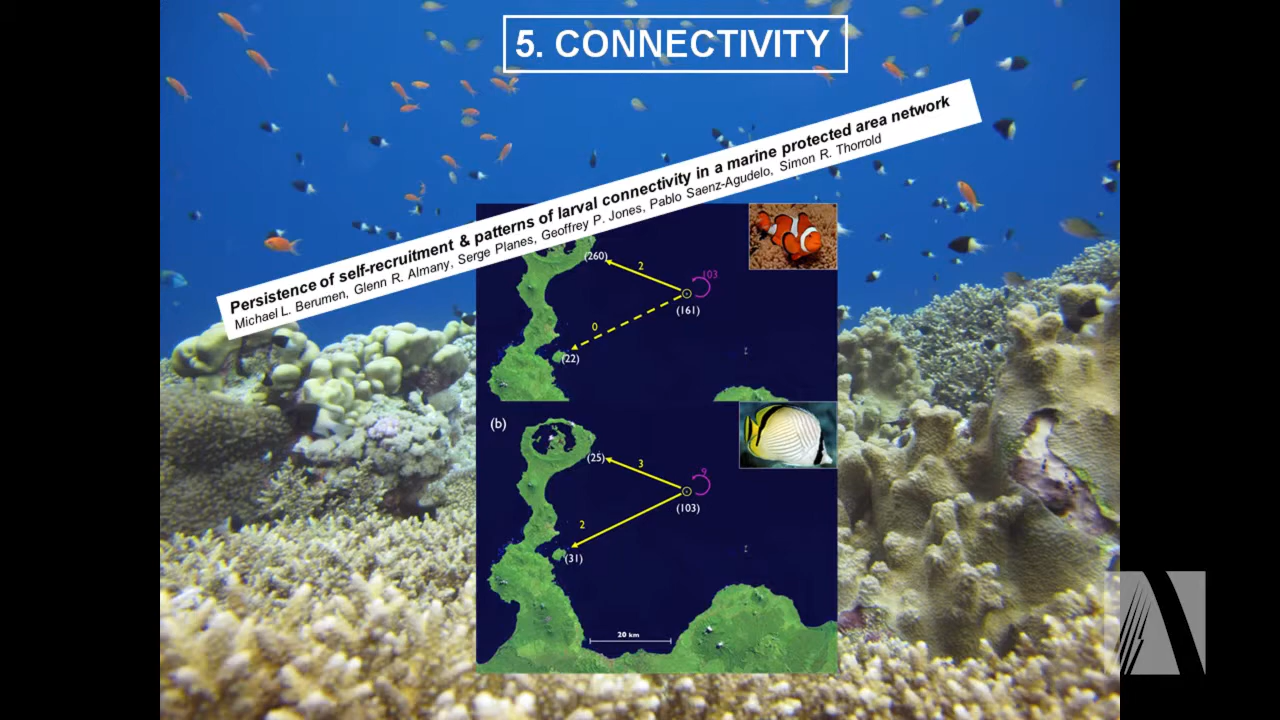 5. CONNECTIVITY
Persistence of self-recruitment & patterns of larval connectivity in a marine protected area network
Michael L. Berumen, Glenn R. Almany, Serge Planes, Geoffrey P. Jones, Pablo Saenz-Agudelo, Simon R. Thorrold
(260)
2
103
(161)
0
(22)
(b)
(25)
3
9
(103)
2
(31)
20 km